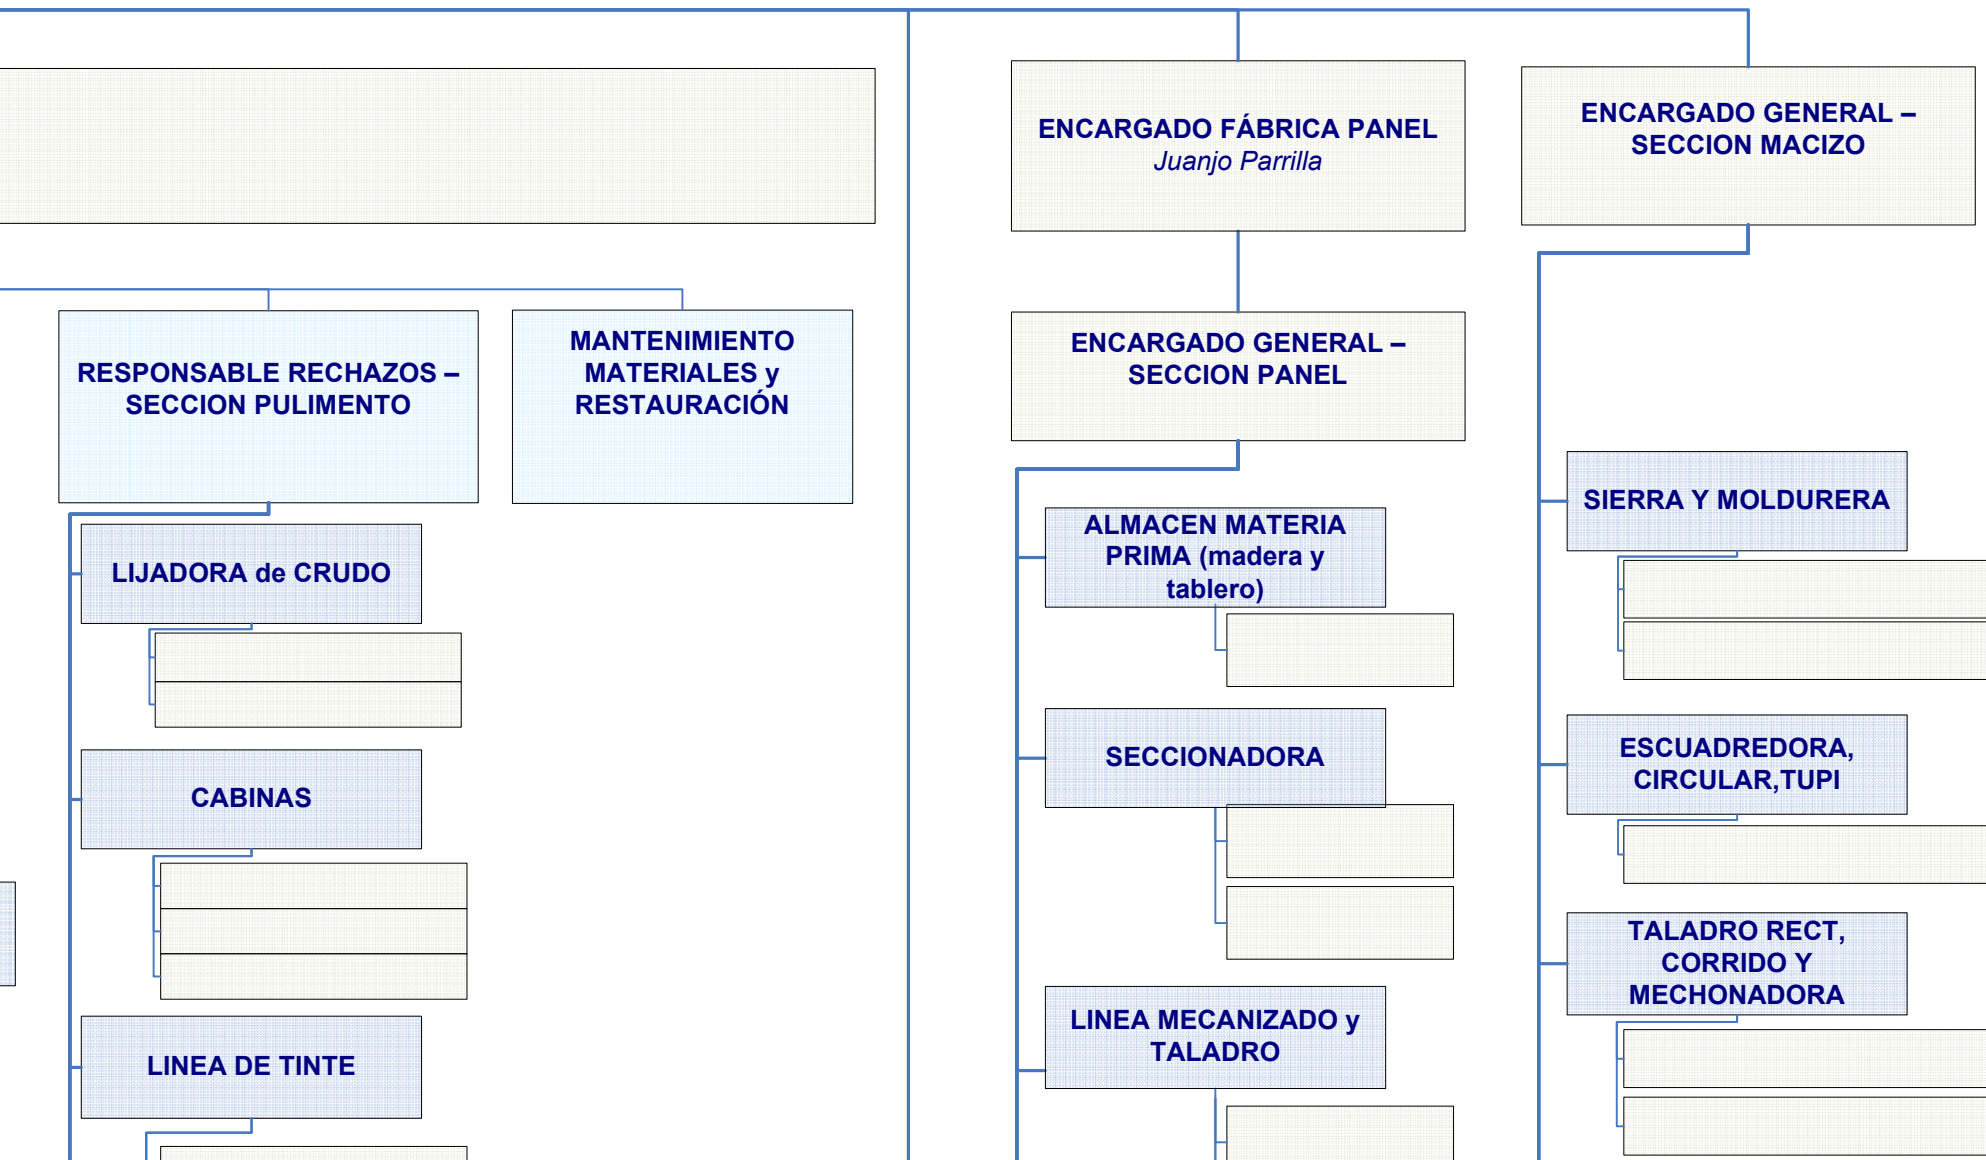 ENCARGADO FÁBRICA PANEL
Juanjo Parrilla
ENCARGADO GENERAL –
SECCION MACIZO
RESPONSABLE RECHAZOS –
SECCION PULIMENTO
MANTENIMIENTO
MATERIALES y
RESTAURACIÓN
ENCARGADO GENERAL –
SECCION PANEL
LIJADORA de CRUDO
CABINAS
LINEA DE TINTE
ALMACEN MATERIA
PRIMA (madera y
tablero)
SECCIONADORA
LINEA MECANIZADO y
TALADRO
SIERRA Y MOLDURERA
ESCUADREDORA,
CIRCULAR,TUPI
TALADRO RECT,
CORRIDO Y
MECHONADORA